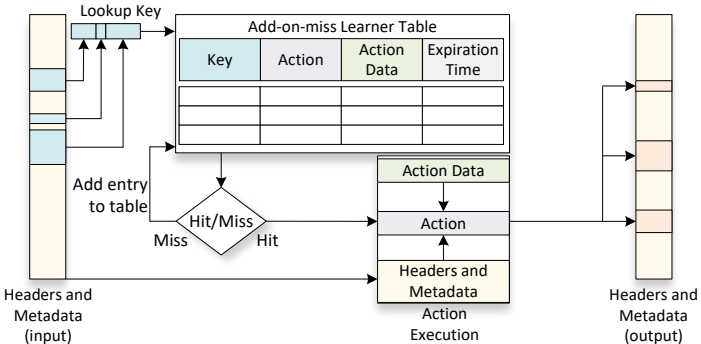 Lookup Key
Add-on-miss Learner Table
Key
Action
Action
Data
Expiration
Time
Add entry
to table
Hit/Miss
Miss
Hit
Action Data
Action
Headers and
Metadata
Action
Execution
Headers and
Metadata
(input)
Headers and
Metadata
(output)